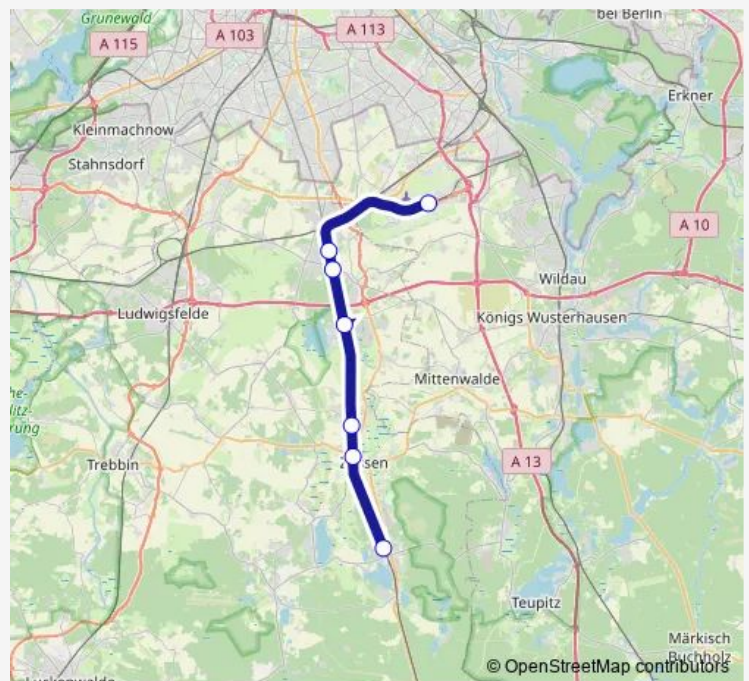 Grunewald
bei Berlin
A 115
A 103
A 113
Erkner
Kleinmachnow
Stahnsdorf
A 10
Wildau
Ludwigsfelde
Königs Wusterhausen
Mittenwalde
Trebbin
A 13
Teupitz
Märkisch
Buchholz
© OpenStreetMap contributors